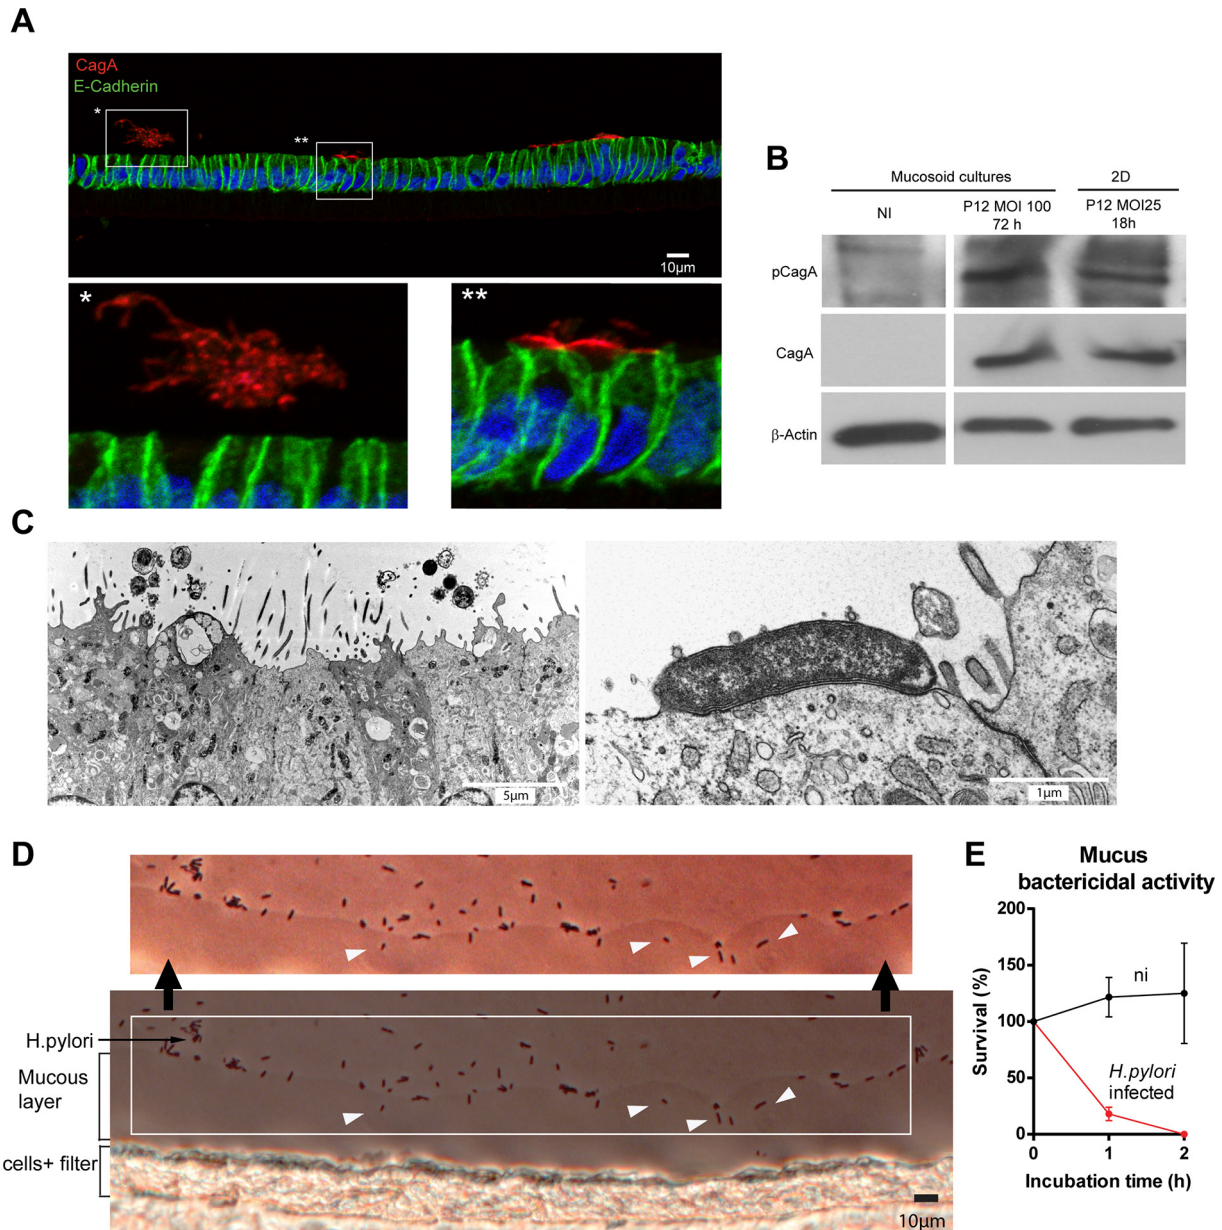 A
CagA
E-Cadherin
*
**
10µm
*
**
B
Mucosoid cultures
2D
NI
P12 MOI 100
72 h
P12 MOI25
18h
pCagA
CagA
β-Actin
C
5µm
1µm
D
H.pylori
Mucous
layer
cells+ filter
10µm
E
Mucus
bactericidal activity
Survival (%)
200
150
100
50
0
ni
H.pylori
infected
0
1
2
Incubation time (h)